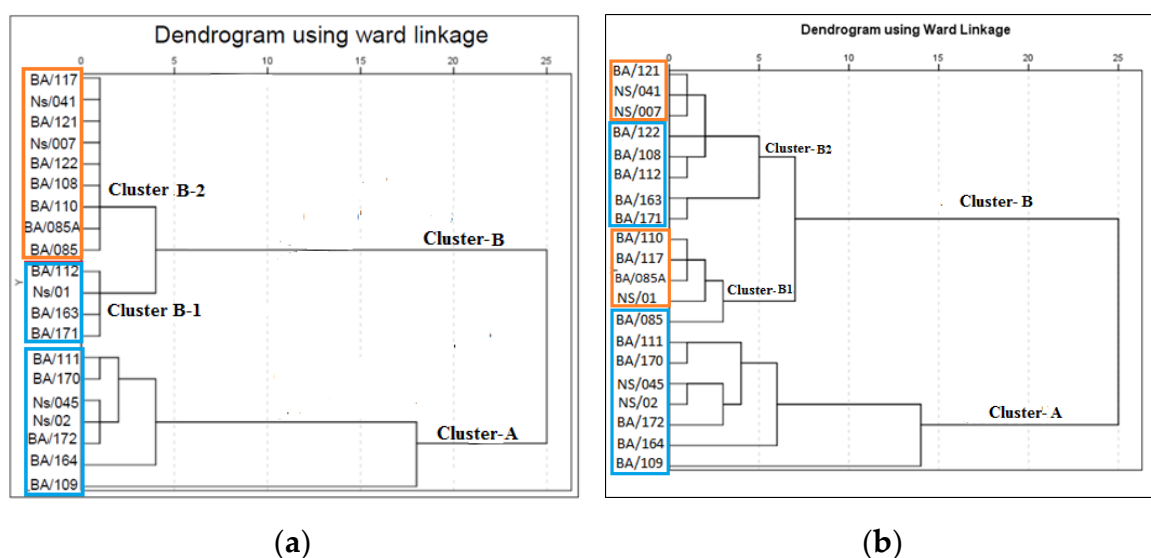 Dendrogram using ward linkage
0 5 10 15 20 25
BA/117
Ns/041
BA/121
Ns/007
BA/122
BA/108
Cluster B-2
BA/110
BA/085A
Cluster-B
BA/085
BA/112
Y
Ns/01
Cluster B-1
BA/163
BA/171
BA/111
BA/170
Ns/045
Ns/02
Cluster-A
BA/172
BA/164
BA/109
(a)
Dendrogram using Ward Linkage
0 5 10 15 20 25
BA/121
NS/041
NS/007
BA/122
Cluster-B2
BA/108
BA/112
BA/163
Cluster-B
BA/171
BA/110
BA/117
BA/085A
Cluster-B1
NS/01
BA/085
BA/111
BA/170
NS/045
NS/02
Cluster-A
BA/172
BA/164
BA/109
(b)